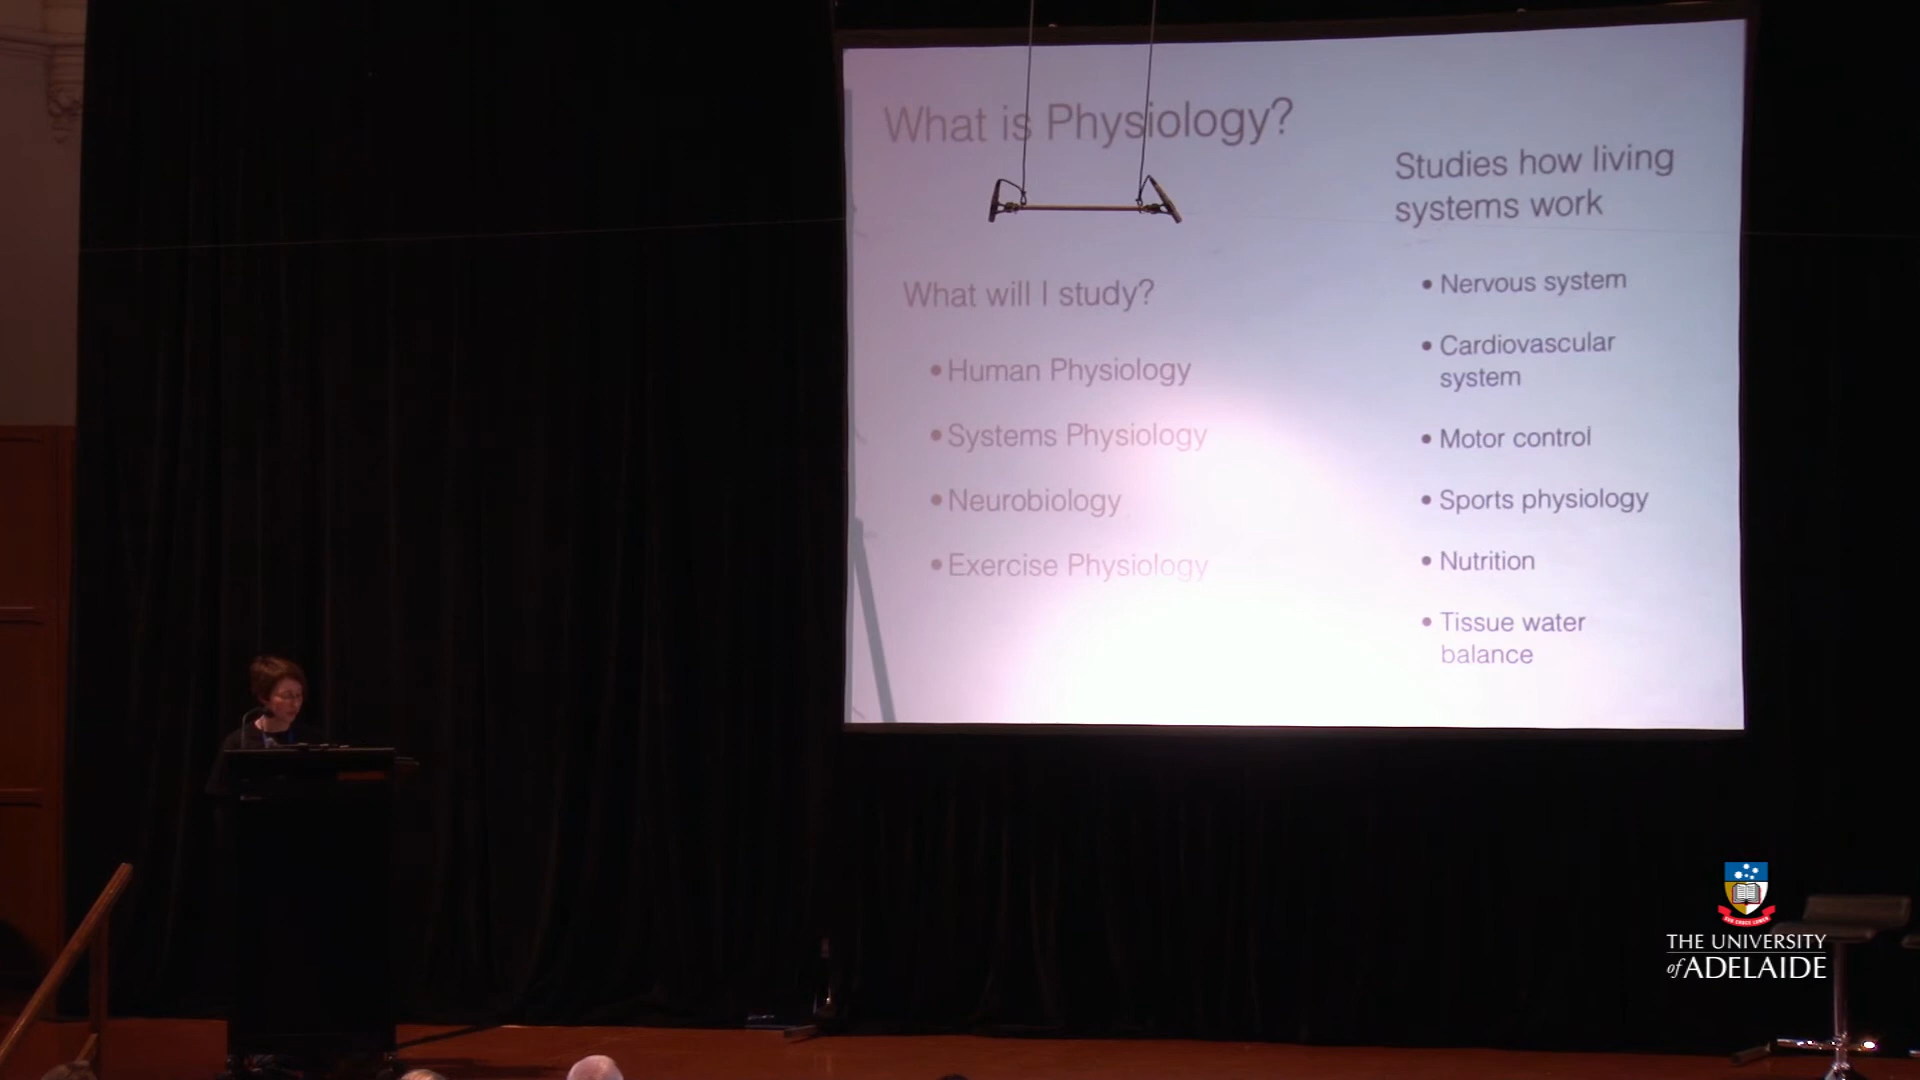 What is Physiology?
What will I study?
• Human Physiology
• Systems Physiology
• Neurobiology
• Exercise Physiology
Studies how living
systems work
• Nervous system
• Cardiovascular
system
• Motor control
• Sports physiology
• Nutrition
• Tissue water
balance
THE UNIVERSITY
of ADELAIDE